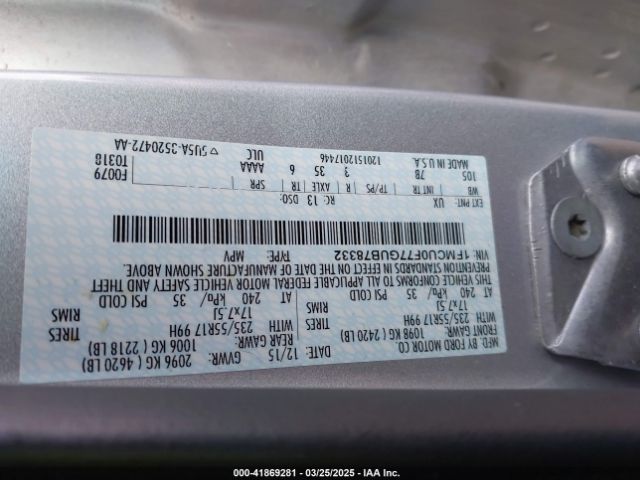 MFD. BY FORD MOTOR CO.
DATE: 12/15 GVWR: 2096 KG ( 4620 LB)
FRONT GAWR: 1098 KG ( 2420 LB) REAR GAWR: 1006 KG ( 2218 LB)
WITH 235/55R17 99H TIRES WITH 235/55R17 99H TIRES
17x7.5J RIMS 17x7.5J RIMS
AT 240 kPa/ 35 PSI COLD AT 240 kPa/ 35 PSI COLD
THIS VEHICLE CONFORMS TO ALL APPLICABLE FEDERAL MOTOR VEHICLE SAFETY AND THEFT
PREVENTION STANDARDS IN EFFECT ON THE DATE OF MANUFACTURE SHOWN ABOVE.
VIN: 1FMCU0F77GUB78332 TYPE: MPV
EXT PNT: UX RC: 13 DSO:
WB INT TR TP/PS R AXLE TR SPR F0079
105 7B 3 35 6 AAAA T0318
MADE IN U.S.A. 1201512017446 ULC 5U5A-3520472-AA
000-41869281 - 03/25/2025 - IAA Inc.